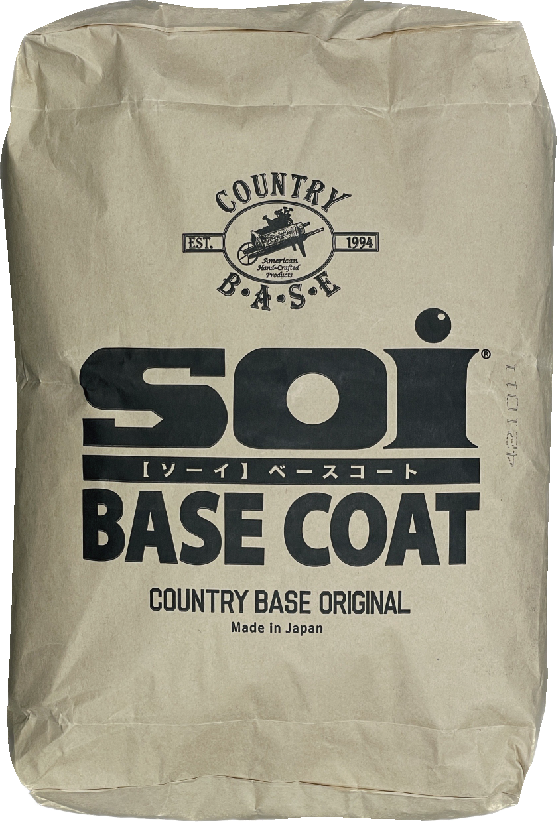 COUNTRY
EST. 1994
American
Hand-Crafted
Products
B•A•S•E
soi®
【ソーイ】ベースコート
BASE COAT
COUNTRY BASE ORIGINAL
Made in Japan